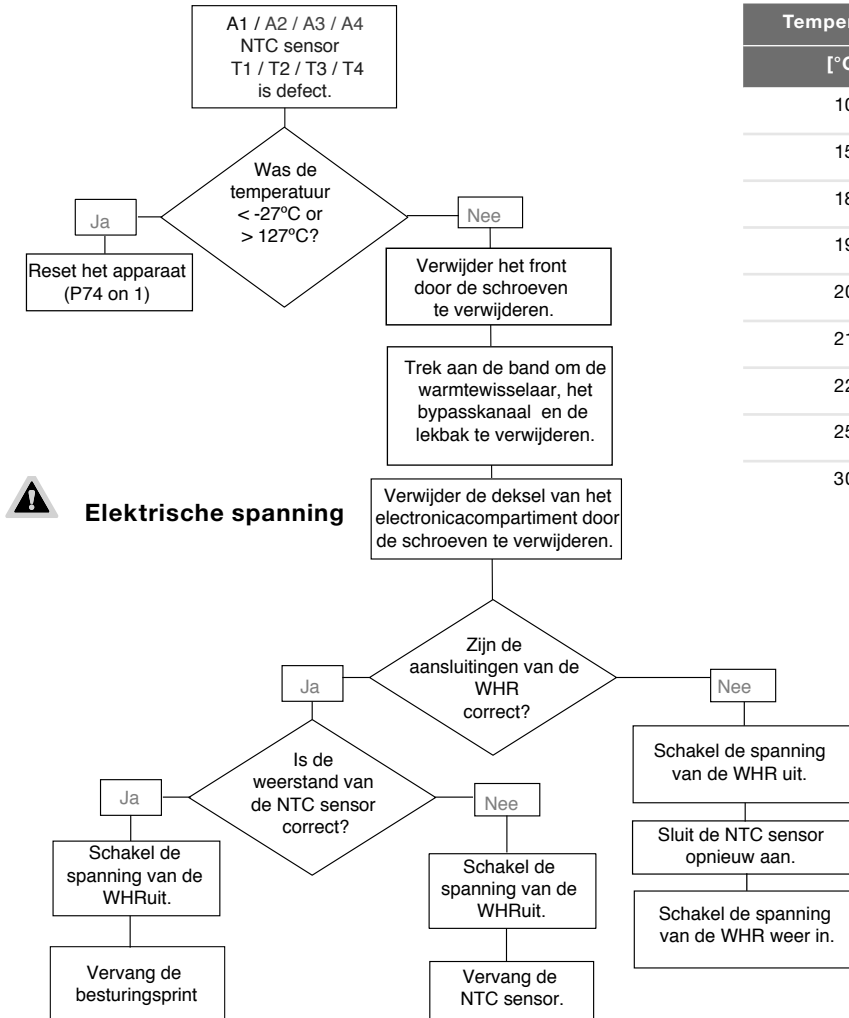 A1 / A2 / A3 / A4
NTC sensor
T1 / T2 / T3 / T4
is defect.
Was de
temperatuur
< -27ºC or
> 127ºC?
Ja
Nee
Reset het apparaat
(P74 on 1)
Verwijder het front
door de schroeven
te verwijderen.
Trek aan de band om de
warmtewisselaar, het
bypasskanaal en de
lekbak te verwijderen.
Elektrische spanning
Verwijder de deksel van het
electronicacompartiment door
de schroeven te verwijderen.
Zijn de
aansluitingen van de
WHR
correct?
Ja
Nee
Is de
weerstand van
de NTC sensor
correct?
Ja
Nee
Schakel de
spanning van de
WHRuit.
Vervang de
besturingsprint
Schakel de
spanning van de
WHRuit.
Vervang de
NTC sensor.
Schakel de spanning
van de WHR uit.
Sluit de NTC sensor
opnieuw aan.
Schakel de spanning
van de WHR weer in.